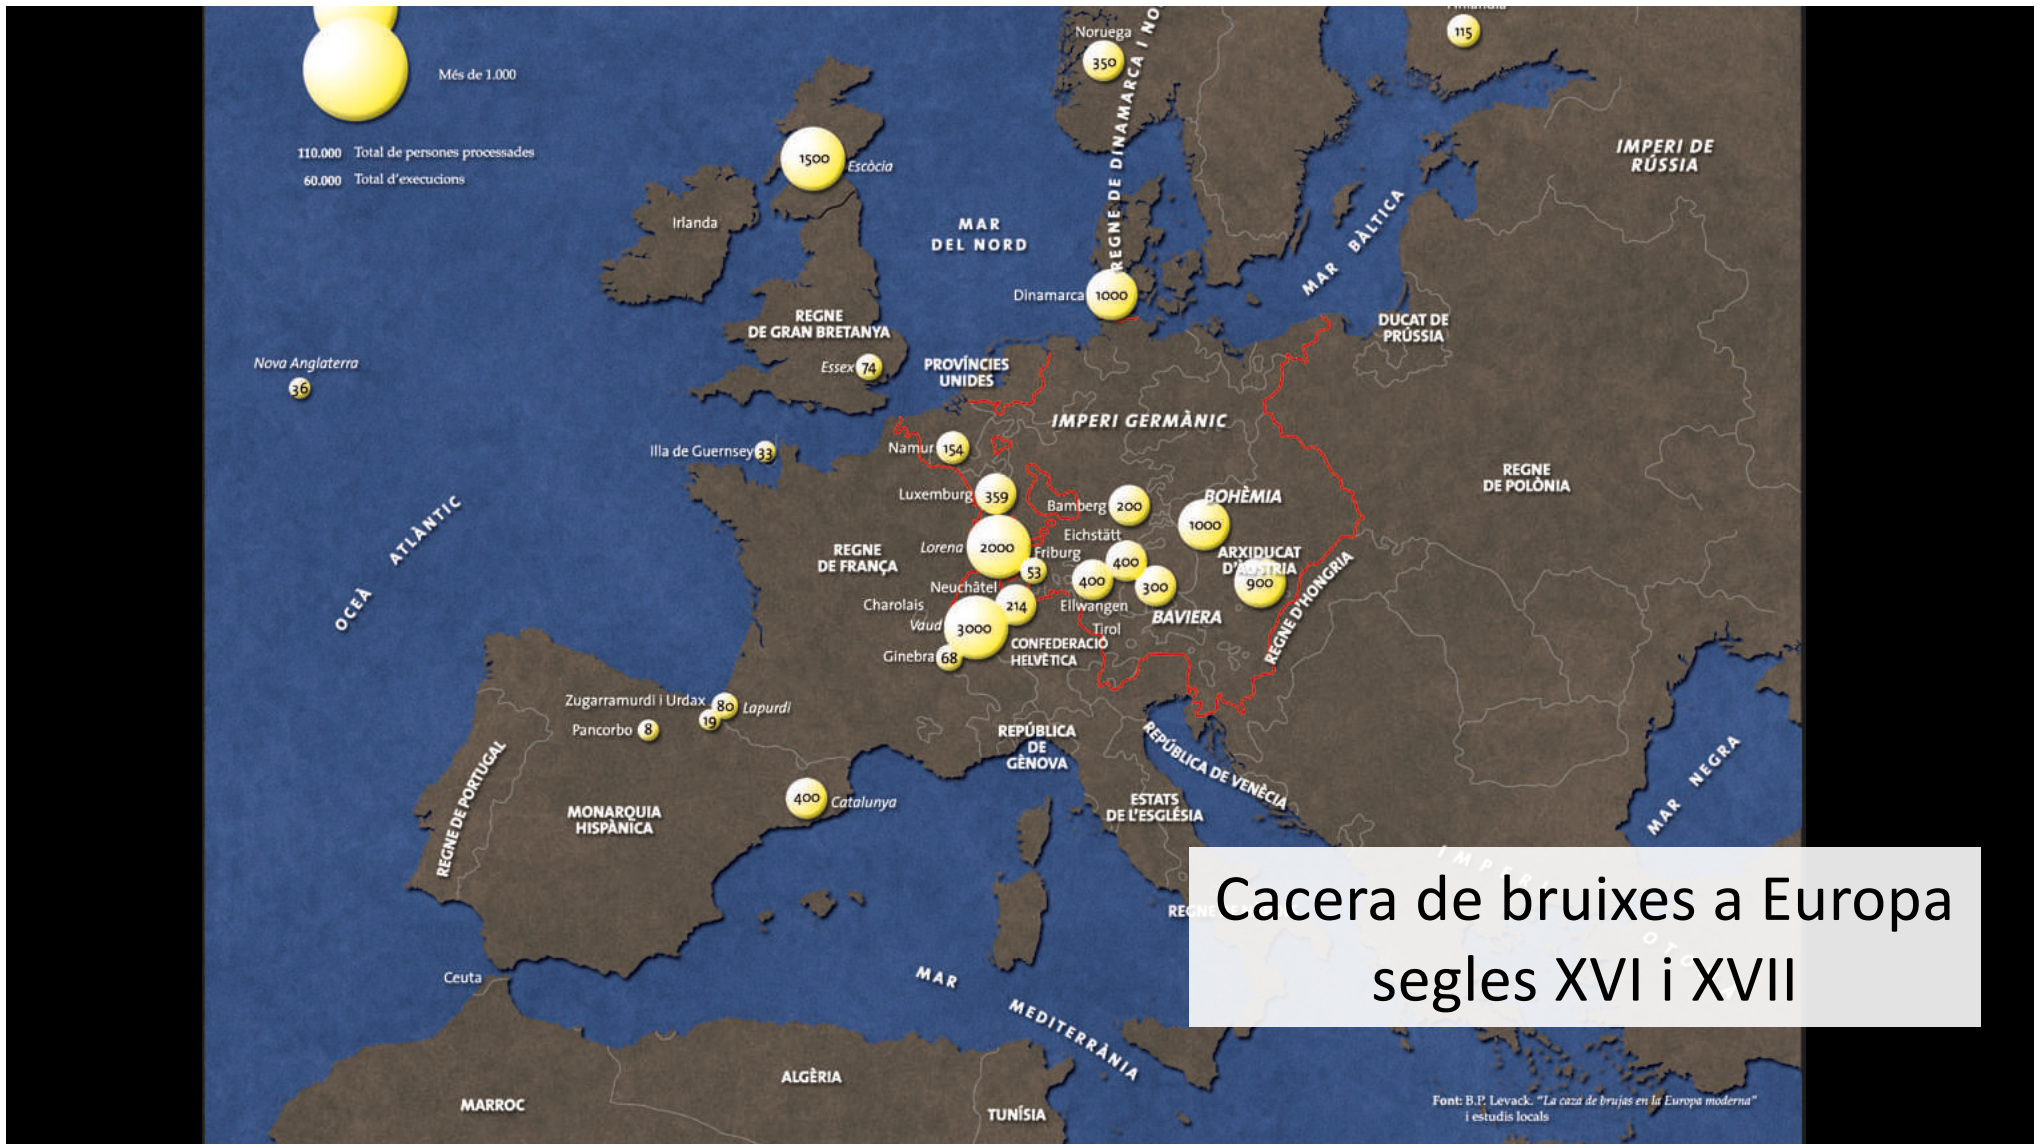 Noruega
350
115
REGNE DE DINAMARCA I NO
Més de 1.000
110.000 Total de persones processades
60.000 Total d'execucions
1500
Escòcia
IMPERI DE
RÚSSIA
Irlanda
MAR
DEL NORD
MAR BÀLTICA
Dinamarca
1000
REGNE
DE GRAN BRETANYA
DUCAT DE
PRÚSSIA
Nova Anglaterra
36
Essex
74
PROVÍNCIES
UNIDES
IMPERI GERMÀNIC
Illa de Guernsey
33
Namur
154
REGNE
DE POLÒNIA
Luxemburg
359
Bamberg
200
BOHÈMIA
1000
OCEÀ ATLÀNTIC
REGNE
DE FRANÇA
Lorena
2000
Friburg
53
Eichstätt
400
ARXIDUCAT
D'ÀUSTRIA
900
Neuchâtel
214
400
Ellwangen
300
BAVIERA
Charolais
Vaud
3000
Tirol
REGNE D'HONGRIA
Ginebra
68
CONFEDERACIÓ
HELVÈTICA
Zugarramurdi i Urdax
80
Lapurdi
19
Pancorbo
8
REPÚBLICA
DE
GÈNOVA
REPÚBLICA DE VENÈCIA
MAR NEGRA
REGNE DE PORTUGAL
MONARQUIA
HISPÀNICA
400
Catalunya
ESTATS
DE L'ESGLÉSIA
Cacera de bruixes a Europa
segles XVI i XVII
Ceuta
MAR MEDITERRÀNIA
ALGÈRIA
MARROC
TUNÍSIA
Font: B.P. Levack. "La caza de brujas en la Europa moderna"
i estudis locals